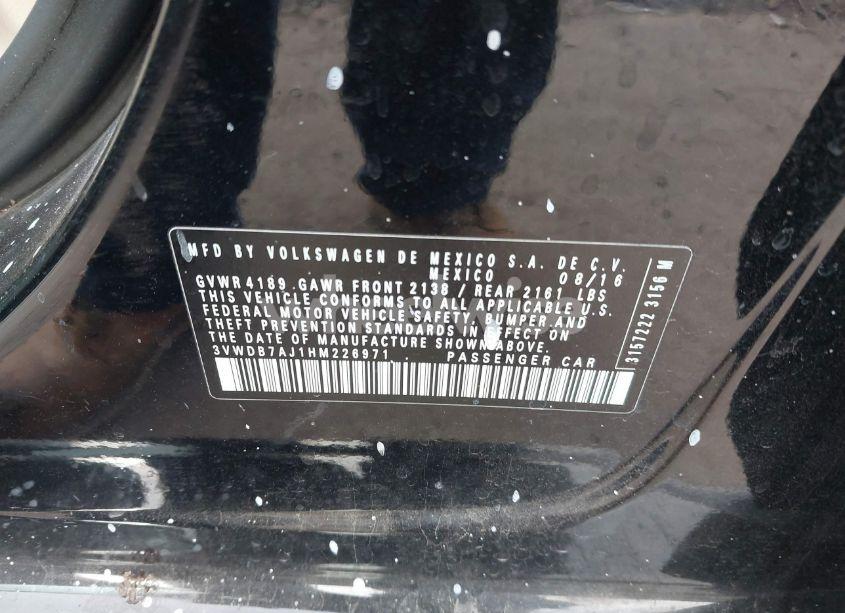 MFD BY VOLKSWAGEN DE MEXICO S.A. DE C.V.
MEXICO 08/16
GVWR 4189 .GAWR FRONT 2138 / REAR 2161 LBS
THIS VEHICLE CONFORMS TO ALL APPLICABLE U.S.
FEDERAL MOTOR VEHICLE SAFETY, BUMPER AND
THEFT PREVENTION STANDARDS IN EFFECT ON
THE DATE OF MANUFACTURE SHOWN ABOVE.
3VWDB7AJ1HM226971 PASSENGER CAR
3157222 3156 M